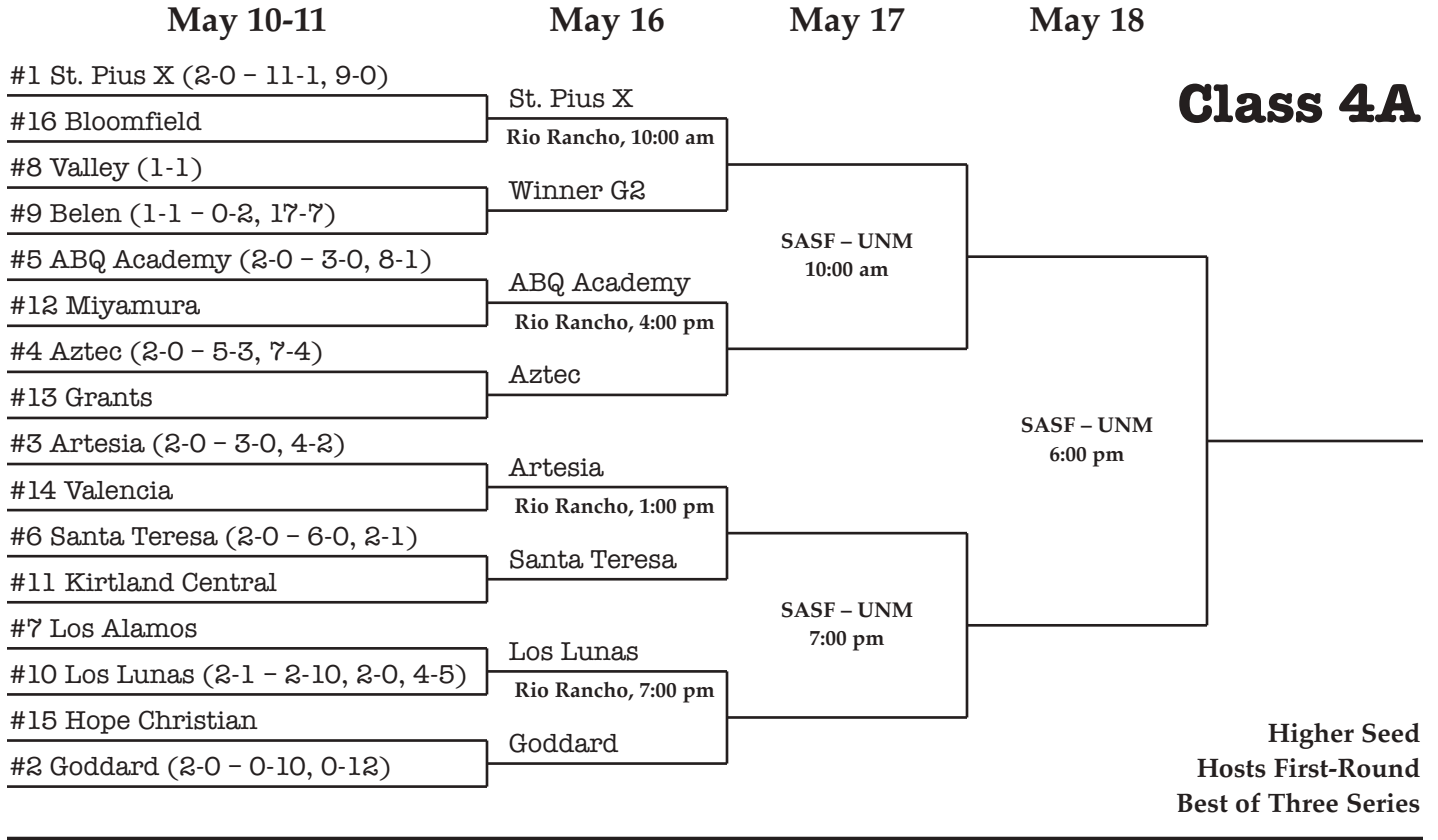 May 10-11
May 16
May 17
May 18
Class 4A
#1 St. Pius X (2-0 – 11-1, 9-0)
#16 Bloomfield
#8 Valley (1-1)
#9 Belen (1-1 – 0-2, 17-7)
#5 ABQ Academy (2-0 – 3-0, 8-1)
#12 Miyamura
#4 Aztec (2-0 – 5-3, 7-4)
#13 Grants
#3 Artesia (2-0 – 3-0, 4-2)
#14 Valencia
#6 Santa Teresa (2-0 – 6-0, 2-1)
#11 Kirtland Central
#7 Los Alamos
#10 Los Lunas (2-1 – 2-10, 2-0, 4-5)
#15 Hope Christian
#2 Goddard (2-0 – 0-10, 0-12)
St. Pius X
Rio Rancho, 10:00 am
Winner G2
ABQ Academy
Rio Rancho, 4:00 pm
Aztec
Artesia
Rio Rancho, 1:00 pm
Santa Teresa
Los Lunas
Rio Rancho, 7:00 pm
Goddard
SASF – UNM
10:00 am
SASF – UNM
7:00 pm
SASF – UNM
6:00 pm
Higher Seed
Hosts First-Round
Best of Three Series